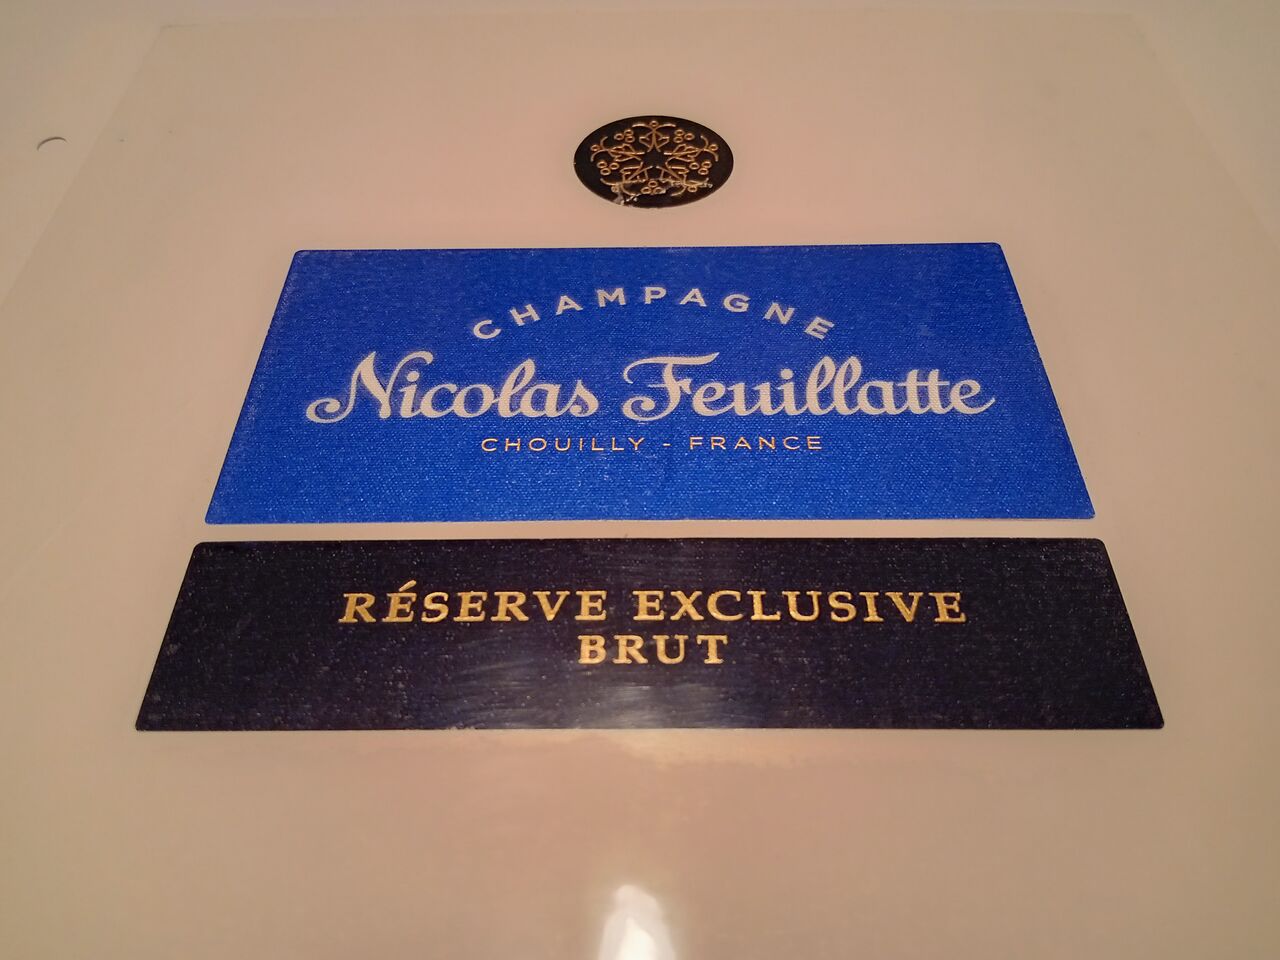 CHAMPAGNE
Nicolas Feuillatte
CHOUILLY - FRANCE
RÉSERVE EXCLUSIVE
BRUT